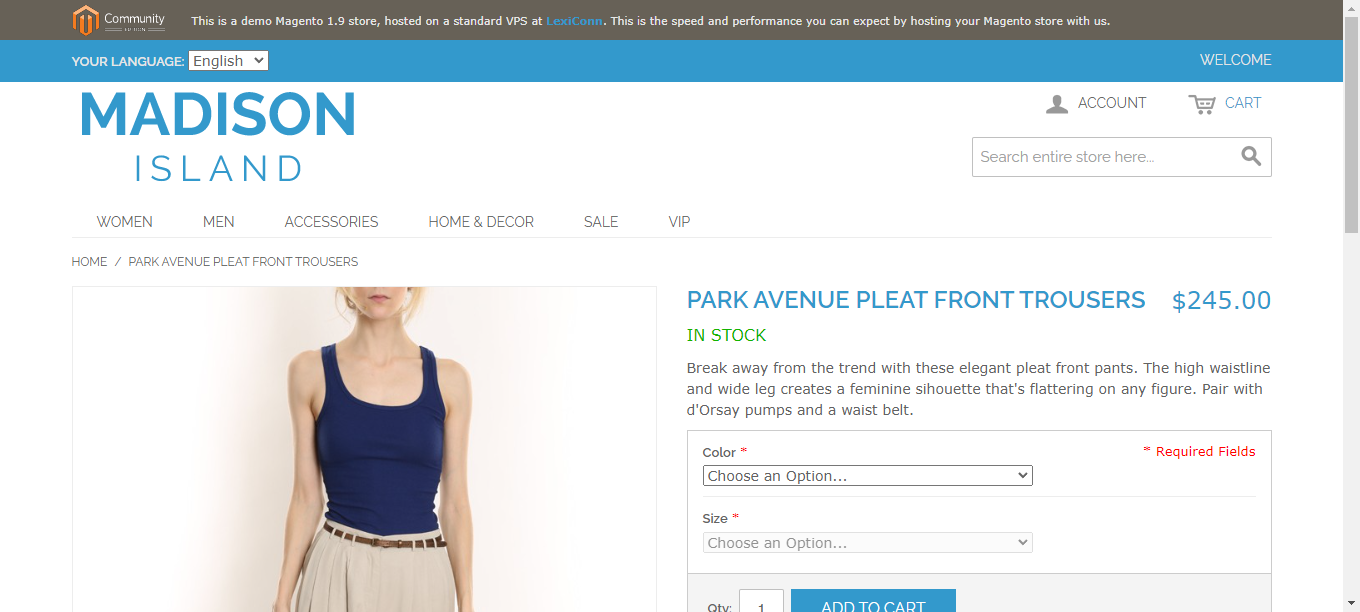 Community
EDITION
This is a demo Magento 1.9 store, hosted on a standard VPS at LexiConn. This is the speed and performance you can expect by hosting your Magento store with us.
YOUR LANGUAGE: English
WELCOME
MADISON
ISLAND
ACCOUNT
CART
Search entire store here...
WOMEN MEN ACCESSORIES HOME & DECOR SALE VIP
HOME / PARK AVENUE PLEAT FRONT TROUSERS
PARK AVENUE PLEAT FRONT TROUSERS $245.00
IN STOCK
Break away from the trend with these elegant pleat front pants. The high waistline
and wide leg creates a feminine sihouette that's flattering on any figure. Pair with
d'Orsay pumps and a waist belt.
Color * * Required Fields
Choose an Option...
Size *
Choose an Option...
Qty: 1 ADD TO CART